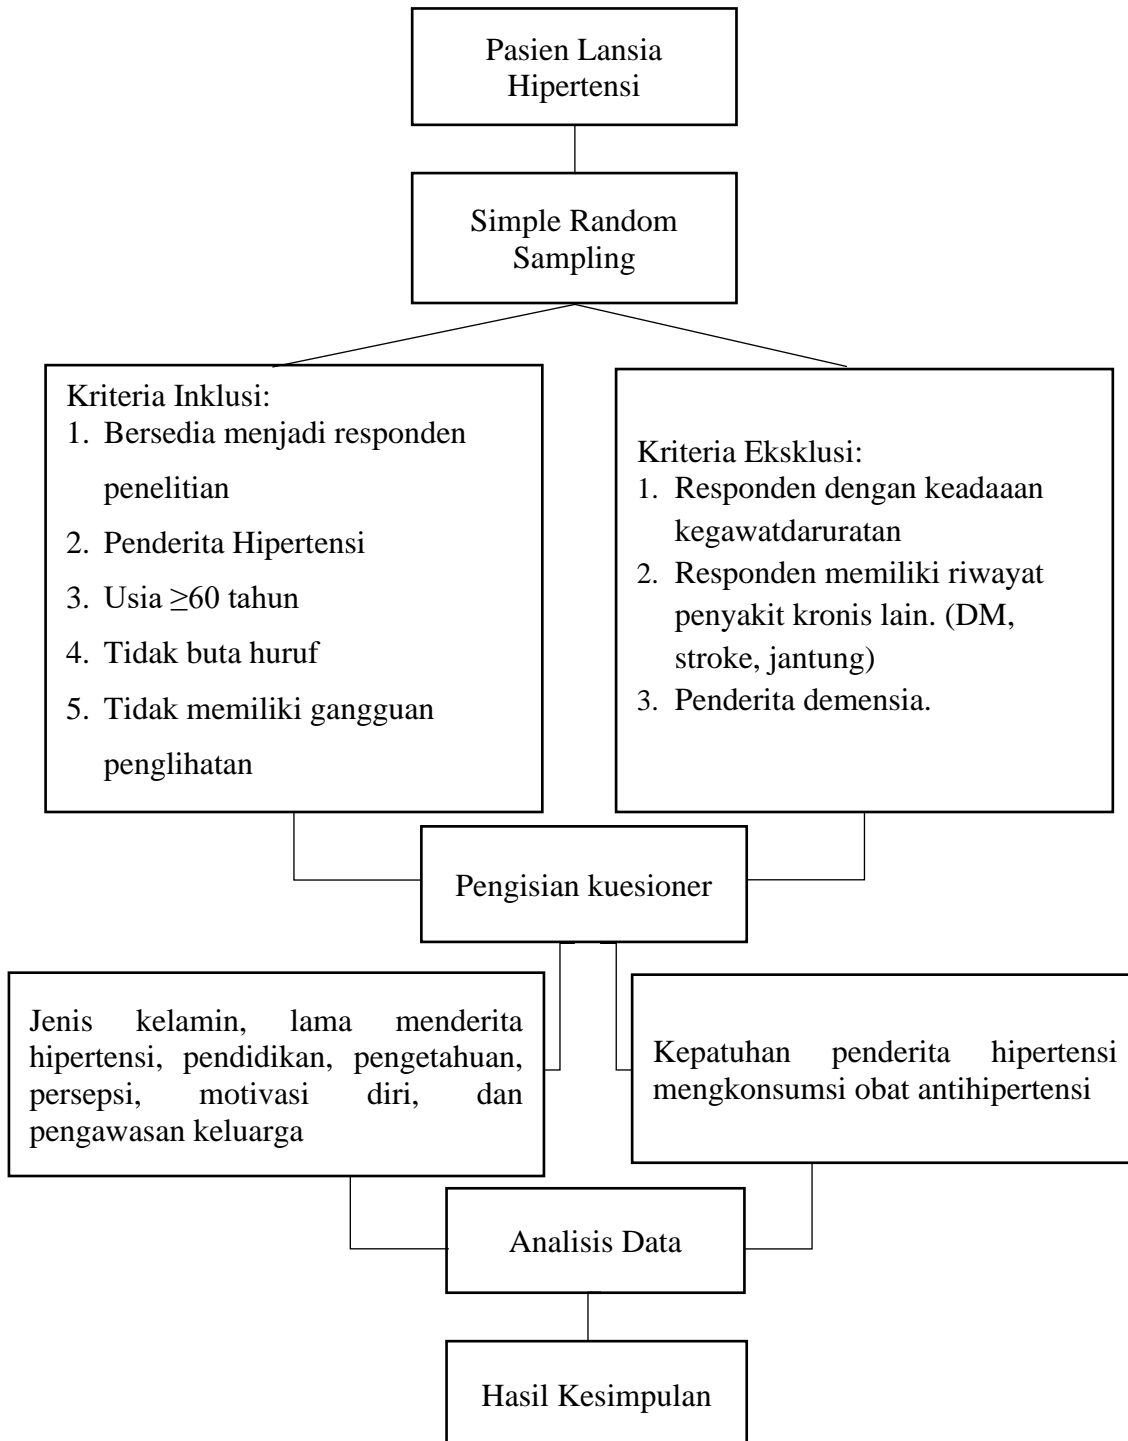 Pasien Lansia
Hipertensi
Simple Random
Sampling
Kriteria Inklusi:
1. Bersedia menjadi responden
penelitian
2. Penderita Hipertensi
3. Usia ≥60 tahun
4. Tidak buta huruf
5. Tidak memiliki gangguan
penglihatan
Kriteria Eksklusi:
1. Responden dengan keadaaan
kegawatdaruratan
2. Responden memiliki riwayat
penyakit kronis lain. (DM,
stroke, jantung)
3. Penderita demensia.
Pengisian kuesioner
Jenis kelamin, lama menderita
hipertensi, pendidikan, pengetahuan,
persepsi, motivasi diri, dan
pengawasan keluarga
Kepatuhan penderita hipertensi
mengkonsumsi obat antihipertensi
Analisis Data
Hasil Kesimpulan